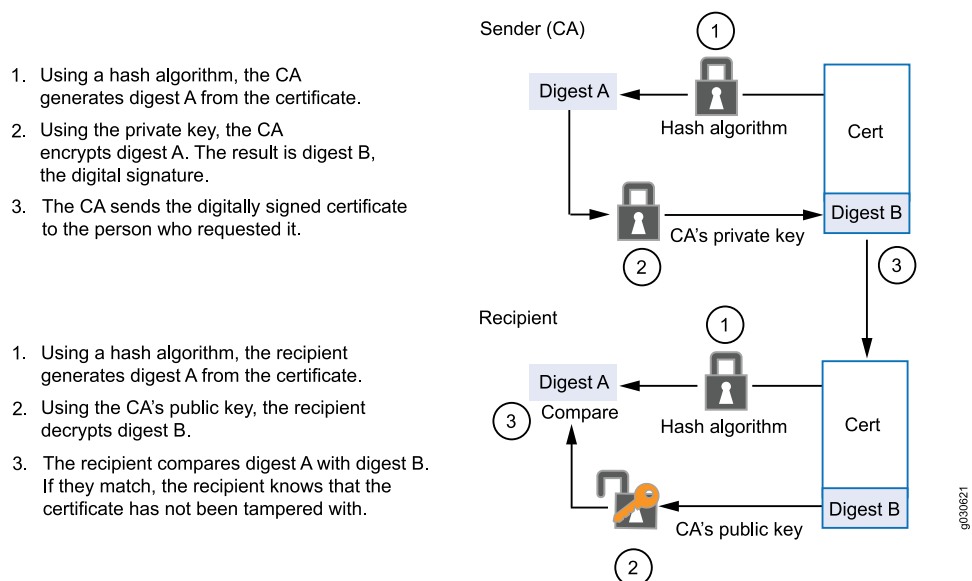 Sender (CA)
1
1. Using a hash algorithm, the CA
generates digest A from the certificate.
2. Using the private key, the CA
encrypts digest A. The result is digest B,
the digital signature.
3. The CA sends the digitally signed certificate
to the person who requested it.
Digest A
Hash algorithm
Cert
Digest B
CA's private key
2
3
Recipient
1
1. Using a hash algorithm, the recipient
generates digest A from the certificate.
2. Using the CA's public key, the recipient
decrypts digest B.
3. The recipient compares digest A with digest B.
If they match, the recipient knows that the
certificate has not been tampered with.
Digest A
3
Compare
Hash algorithm
Cert
Digest B
CA's public key
2
g030621